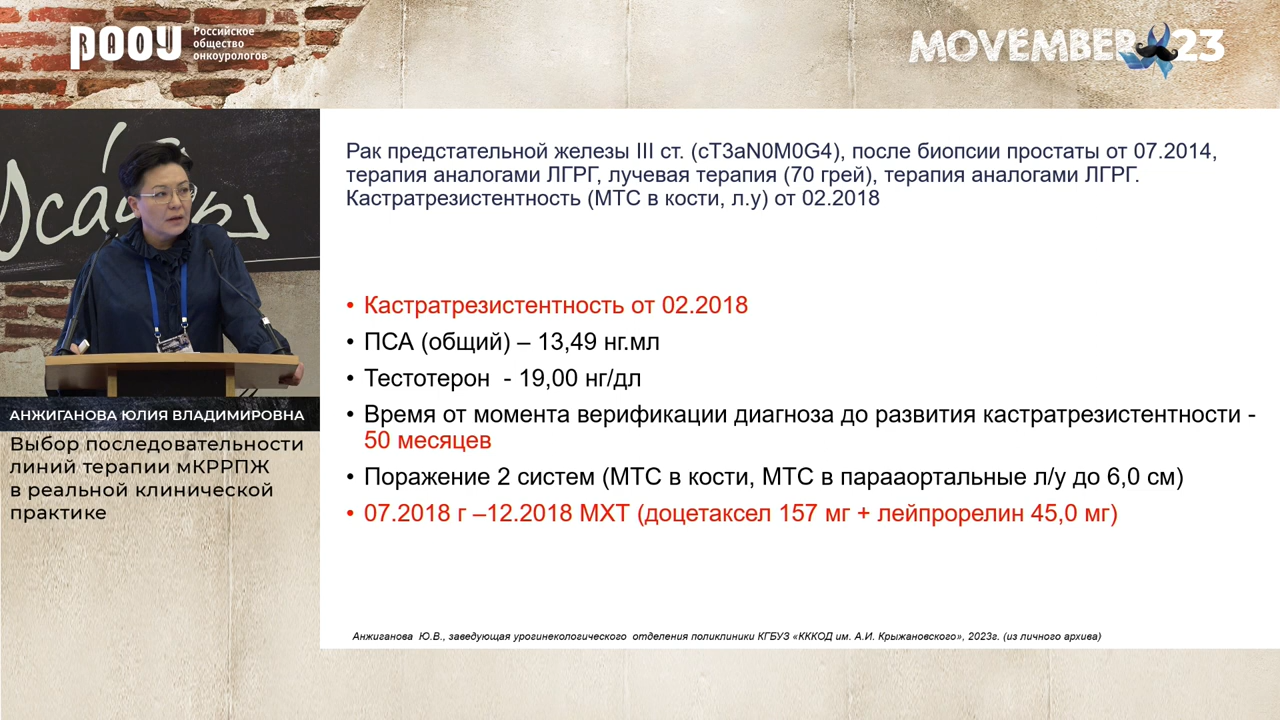 РООУ
Российское
общество
онкоурологов
MOVEMBER 23
АНЖИГАНОВА ЮЛИЯ ВЛАДИМИРОВНА
Выбор последовательности
линий терапии мКРРПЖ
в реальной клинической
практике
Рак предстательной железы III ст. (cT3aN0M0G4), после биопсии простаты от 07.2014,
терапия аналогами ЛГРГ, лучевая терапия (70 грей), терапия аналогами ЛГРГ.
Кастратрезистентность (МТС в кости, л.у) от 02.2018
• Кастратрезистентность от 02.2018
• ПСА (общий) – 13,49 нг.мл
• Тестотерон - 19,00 нг/дл
• Время от момента верификации диагноза до развития кастратрезистентности -
50 месяцев
• Поражение 2 систем (МТС в кости, МТС в парааортальные л/у до 6,0 см)
• 07.2018 г –12.2018 МХТ (доцетаксел 157 мг + лейпрорелин 45,0 мг)
Анжиганова Ю.В., заведующая урогинекологического отделения поликлиники КГБУЗ «КККОД им. А.И. Крыжановского», 2023г. (из личного архива)